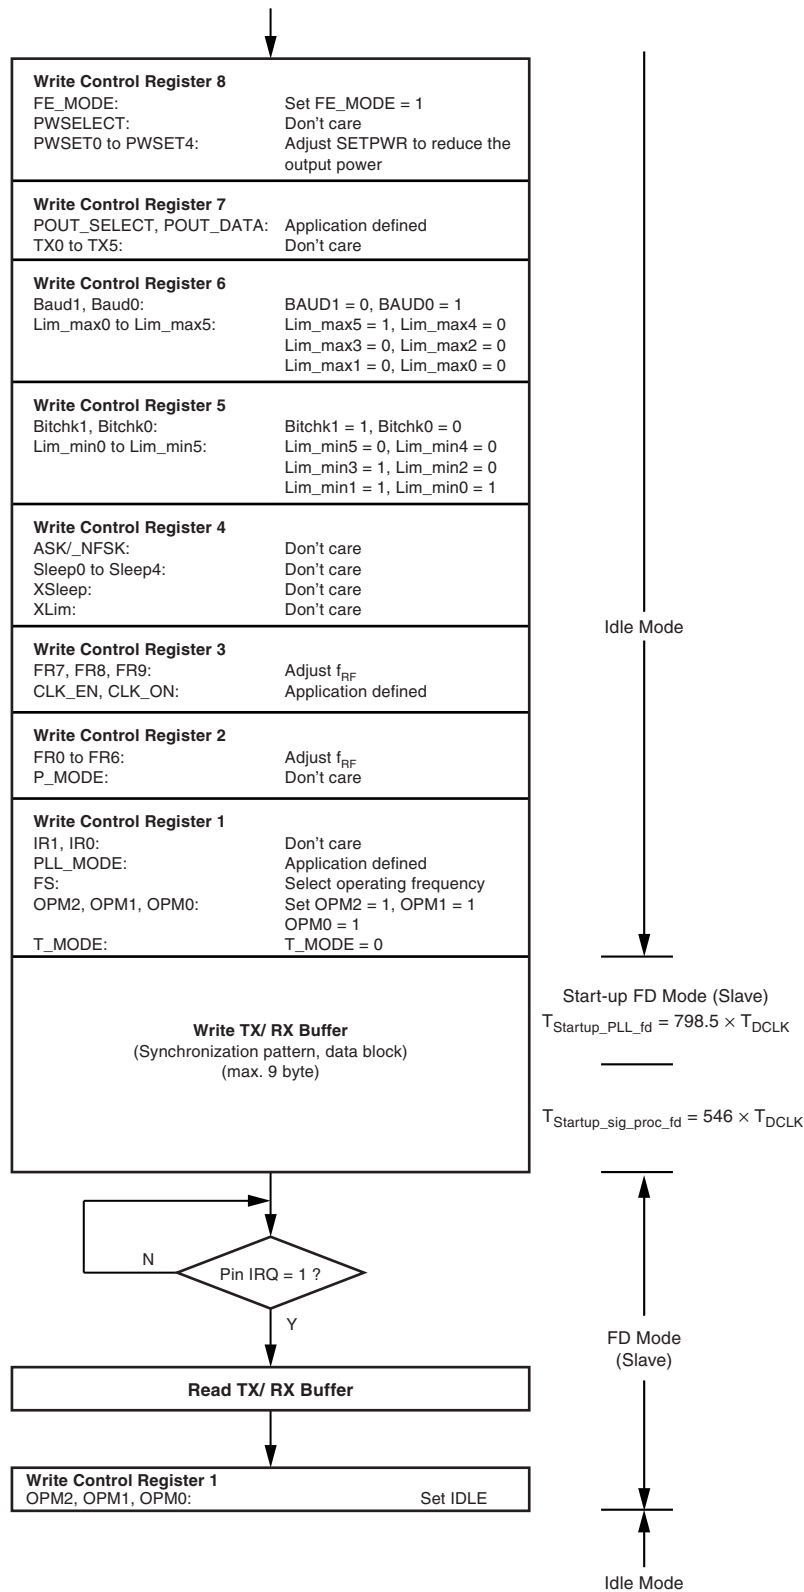 Write Control Register 8
FE_MODE: Set FE_MODE = 1
PWSELECT: Don't care
PWSET0 to PWSET4: Adjust SETPWR to reduce the
output power
Write Control Register 7
POUT_SELECT, POUT_DATA: Application defined
TX0 to TX5: Don't care
Write Control Register 6
Baud1, Baud0: BAUD1 = 0, BAUD0 = 1
Lim_max0 to Lim_max5: Lim_max5 = 1, Lim_max4 = 0
Lim_max3 = 0, Lim_max2 = 0
Lim_max1 = 0, Lim_max0 = 0
Write Control Register 5
Bitchk1, Bitchk0: Bitchk1 = 1, Bitchk0 = 0
Lim_min0 to Lim_min5: Lim_min5 = 0, Lim_min4 = 0
Lim_min3 = 1, Lim_min2 = 0
Lim_min1 = 1, Lim_min0 = 1
Write Control Register 4
ASK/_NFSK: Don't care
Sleep0 to Sleep4: Don't care
XSleep: Don't care
XLim: Don't care
Idle Mode
Write Control Register 3
FR7, FR8, FR9: Adjust fRF
CLK_EN, CLK_ON: Application defined
Write Control Register 2
FR0 to FR6: Adjust fRF
P_MODE: Don't care
Write Control Register 1
IR1, IR0: Don't care
PLL_MODE: Application defined
FS: Select operating frequency
OPM2, OPM1, OPM0: Set OPM2 = 1, OPM1 = 1
OPM0 = 1
T_MODE: T_MODE = 0
Start-up FD Mode (Slave)
TStartup_PLL_fd = 798.5 × TDCLK
Write TX/ RX Buffer
(Synchronization pattern, data block)
(max. 9 byte)
TStartup_sig_proc_fd = 546 × TDCLK
N
Pin IRQ = 1 ?
Y
FD Mode
(Slave)
Read TX/ RX Buffer
Write Control Register 1
OPM2, OPM1, OPM0: Set IDLE
Idle Mode